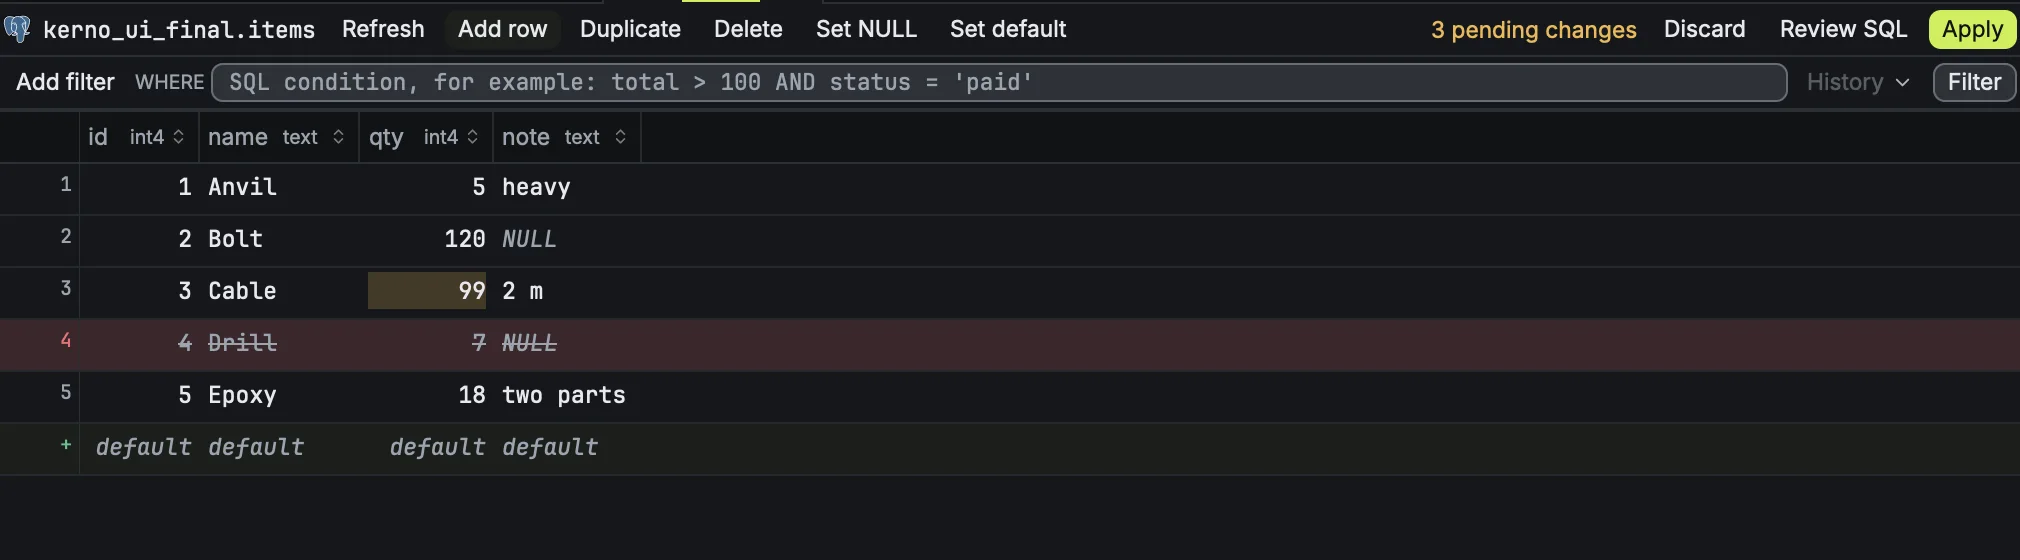 kerno_ui_final.items Refresh Add row Duplicate Delete Set NULL Set default 3 pending changes Discard Review SQL Apply
Add filter WHERE SQL condition, for example: total > 100 AND status = 'paid' History Filter
id int4 name text qty int4 note text
1 1 Anvil 5 heavy
2 2 Bolt 120 NULL
3 3 Cable 99 2 m
4 4 Drill 7 NULL
5 5 Epoxy 18 two parts
+ default default default default